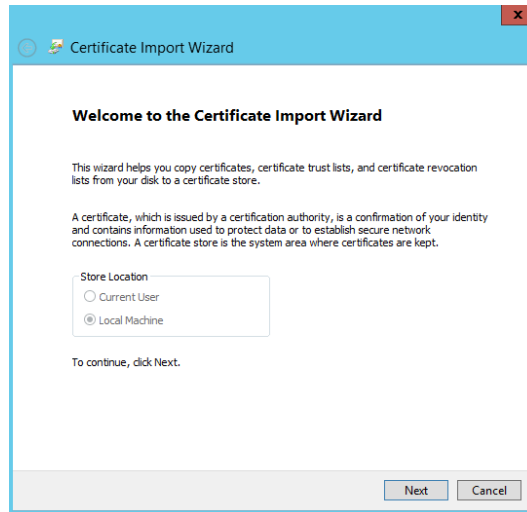 x
Certificate Import Wizard
Welcome to the Certificate Import Wizard
This wizard helps you copy certificates, certificate trust lists, and certificate revocation
lists from your disk to a certificate store.
A certificate, which is issued by a certification authority, is a confirmation of your identity
and contains information used to protect data or to establish secure network
connections. A certificate store is the system area where certificates are kept.
Store Location
Current User
Local Machine
To continue, click Next.
Next Cancel